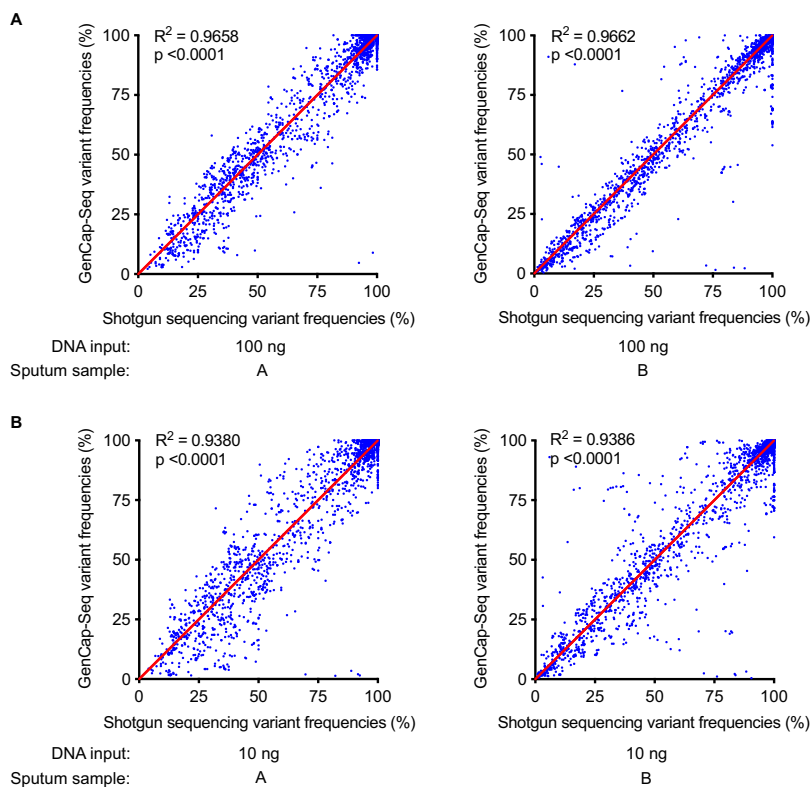 A
R2 = 0.9658
p <0.0001
GenCap-Seq variant frequencies (%)
100
75
50
25
0
0 25 50 75 100
Shotgun sequencing variant frequencies (%)
R2 = 0.9662
p <0.0001
GenCap-Seq variant frequencies (%)
100
75
50
25
0
0 25 50 75 100
Shotgun sequencing variant frequencies (%)
DNA input: 100 ng 100 ng
Sputum sample: A B
B
R2 = 0.9380
p <0.0001
GenCap-Seq variant frequencies (%)
100
75
50
25
0
0 25 50 75 100
Shotgun sequencing variant frequencies (%)
R2 = 0.9386
p <0.0001
GenCap-Seq variant frequencies (%)
100
75
50
25
0
0 25 50 75 100
Shotgun sequencing variant frequencies (%)
DNA input: 10 ng 10 ng
Sputum sample: A B